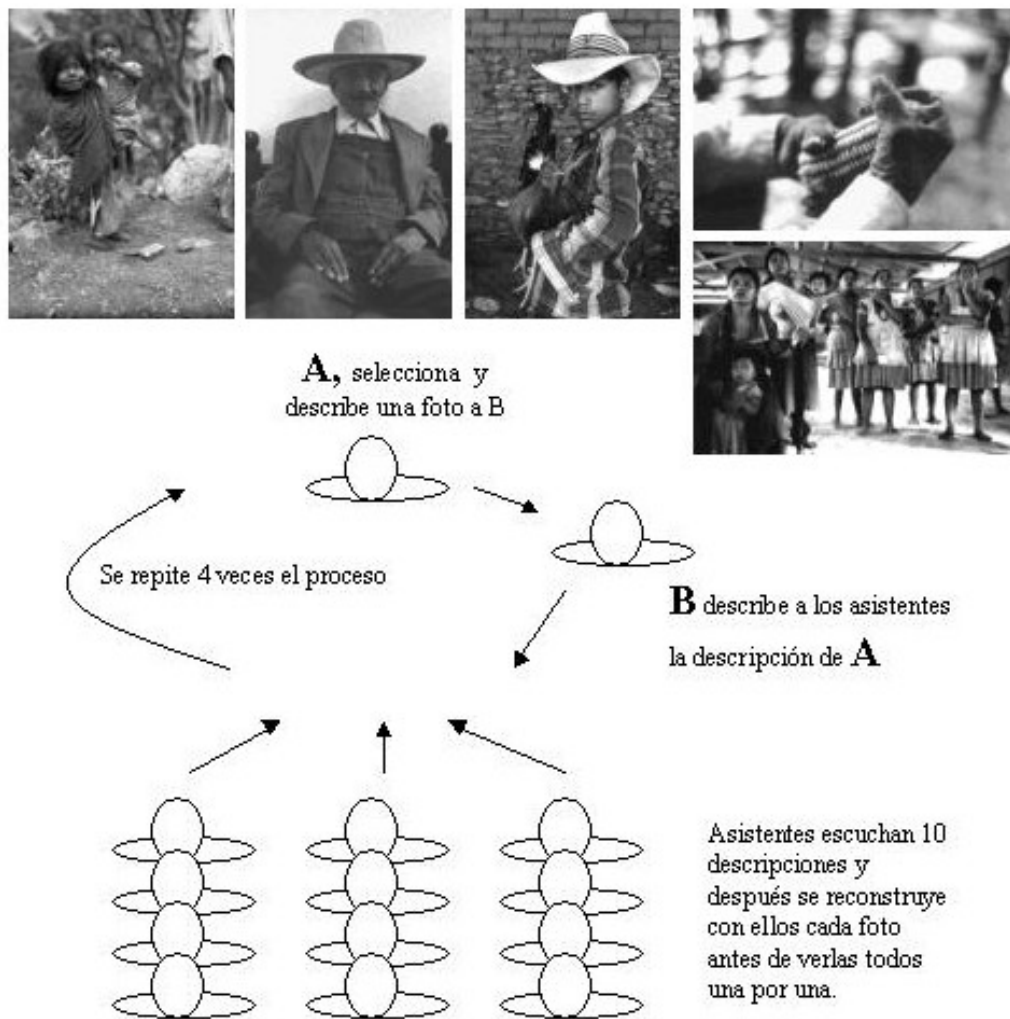 A, selecciona y
describe una foto a B
Se repite 4 veces el proceso
B describe a los asistentes
la descripción de A
Asistentes escuchan 10
descripciones y
después se reconstruye
con ellos cada foto
antes de verlas todos
una por una.